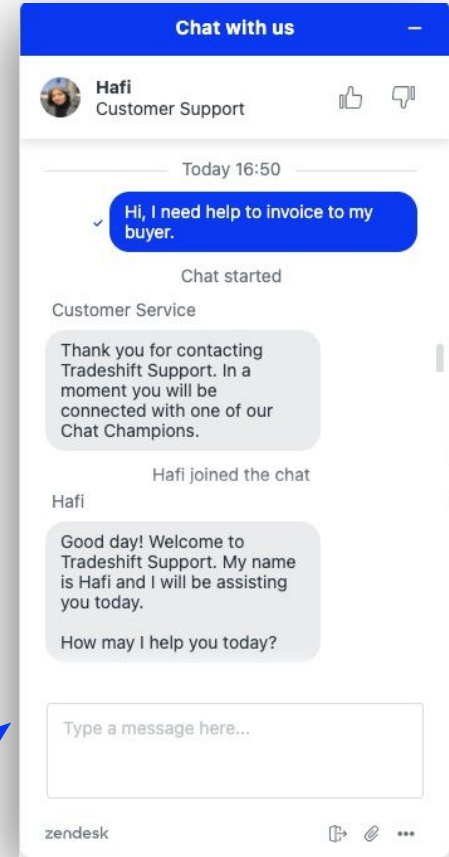 Chat with us
Hafi
Customer Support
Today 16:50
Hi, I need help to invoice to my
buyer.
Chat started
Customer Service
Thank you for contacting
Tradeshift Support. In a
moment you will be
connected with one of our
Chat Champions.
Hafi joined the chat
Hafi
Good day! Welcome to
Tradeshift Support. My name
is Hafi and I will be assisting
you today.
How may I help you today?
Type a message here...
zendesk